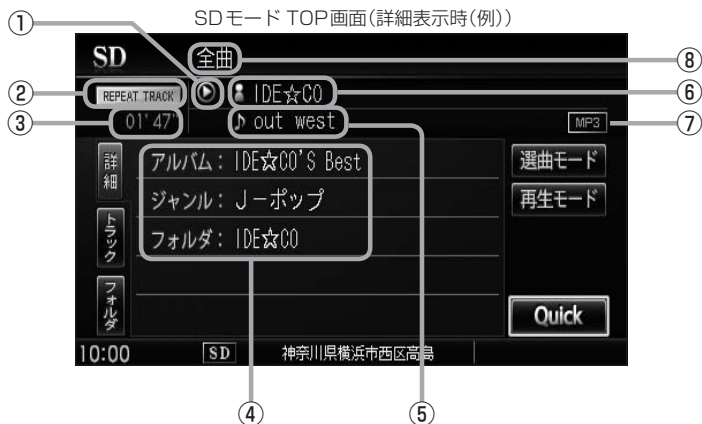 SDモード TOP画面(詳細表示時(例))
①
SD
全曲
⑧
②
REPEAT TRACK
IDE☆CO
⑥
③
01'47"
out west
MP3
⑦
詳細
アルバム：IDE☆CO'S Best
選曲モード
ジャンル：J－ポップ
再生モード
トラック
フォルダ：IDE☆CO
フォルダ
Quick
10:00
SD
神奈川県横浜市西区高島
④
⑤